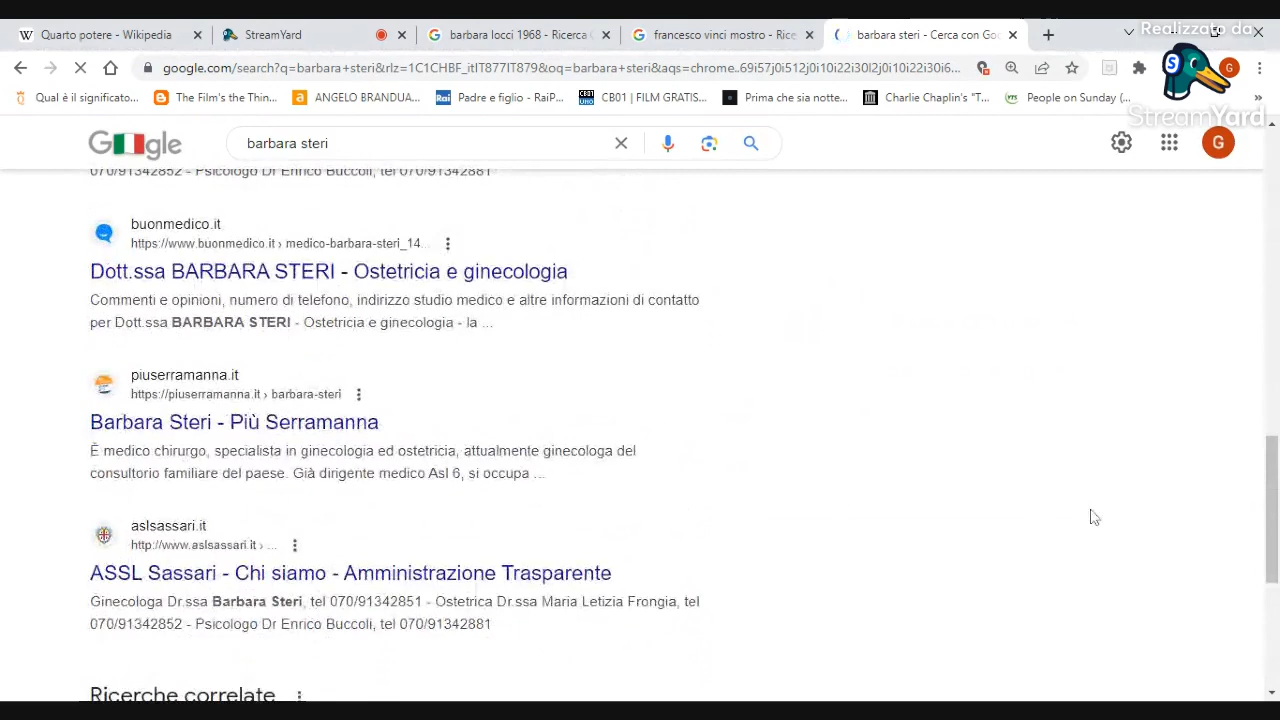 Realizzato da
Quarto potere - Wikipedia
StreamYard
barbara locci 1968 - Ricerca G
francesco vinci mostro - Rice
barbara steri - Cerca con Goo
google.com/search?q=barbara+steri&rlz=1C1CHBF_
877IT879&oq=barbara+steri&aqs=chrome..69i57j0i512j0i10i22i30l2j0i10i22i30i6...
G
Qual è il significato...
The Film's the Thin...
ANGELO BRANDUA...
Rai
Padre e figlio - RaiP...
CB01 | FILM GRATIS...
Prima che sia notte...
Charlie Chaplin's "T...
People on Sunday (...
StreamYard
barbara steri
G
070/91342852 - Psicologo Dr Enrico Buccoli, tel 070/91342881
buonmedico.it
https://www.buonmedico.it › medico-barbara-steri_14...
Dott.ssa BARBARA STERI - Ostetricia e ginecologia
Commenti e opinioni, numero di telefono, indirizzo studio medico e altre informazioni di contatto
per Dott.ssa BARBARA STERI - Ostetricia e ginecologia - la ...
piuserramanna.it
https://piuserramanna.it › barbara-steri
Barbara Steri - Più Serramanna
È medico chirurgo, specialista in ginecologia ed ostetricia, attualmente ginecologa del
consultorio familiare del paese. Già dirigente medico Asl 6, si occupa ...
aslsassari.it
http://www.aslsassari.it › ...
ASSL Sassari - Chi siamo - Amministrazione Trasparente
Ginecologa Dr.ssa Barbara Steri, tel 070/91342851 - Ostetrica Dr.ssa Maria Letizia Frongia, tel
070/91342852 - Psicologo Dr Enrico Buccoli, tel 070/91342881
Ricerche correlate